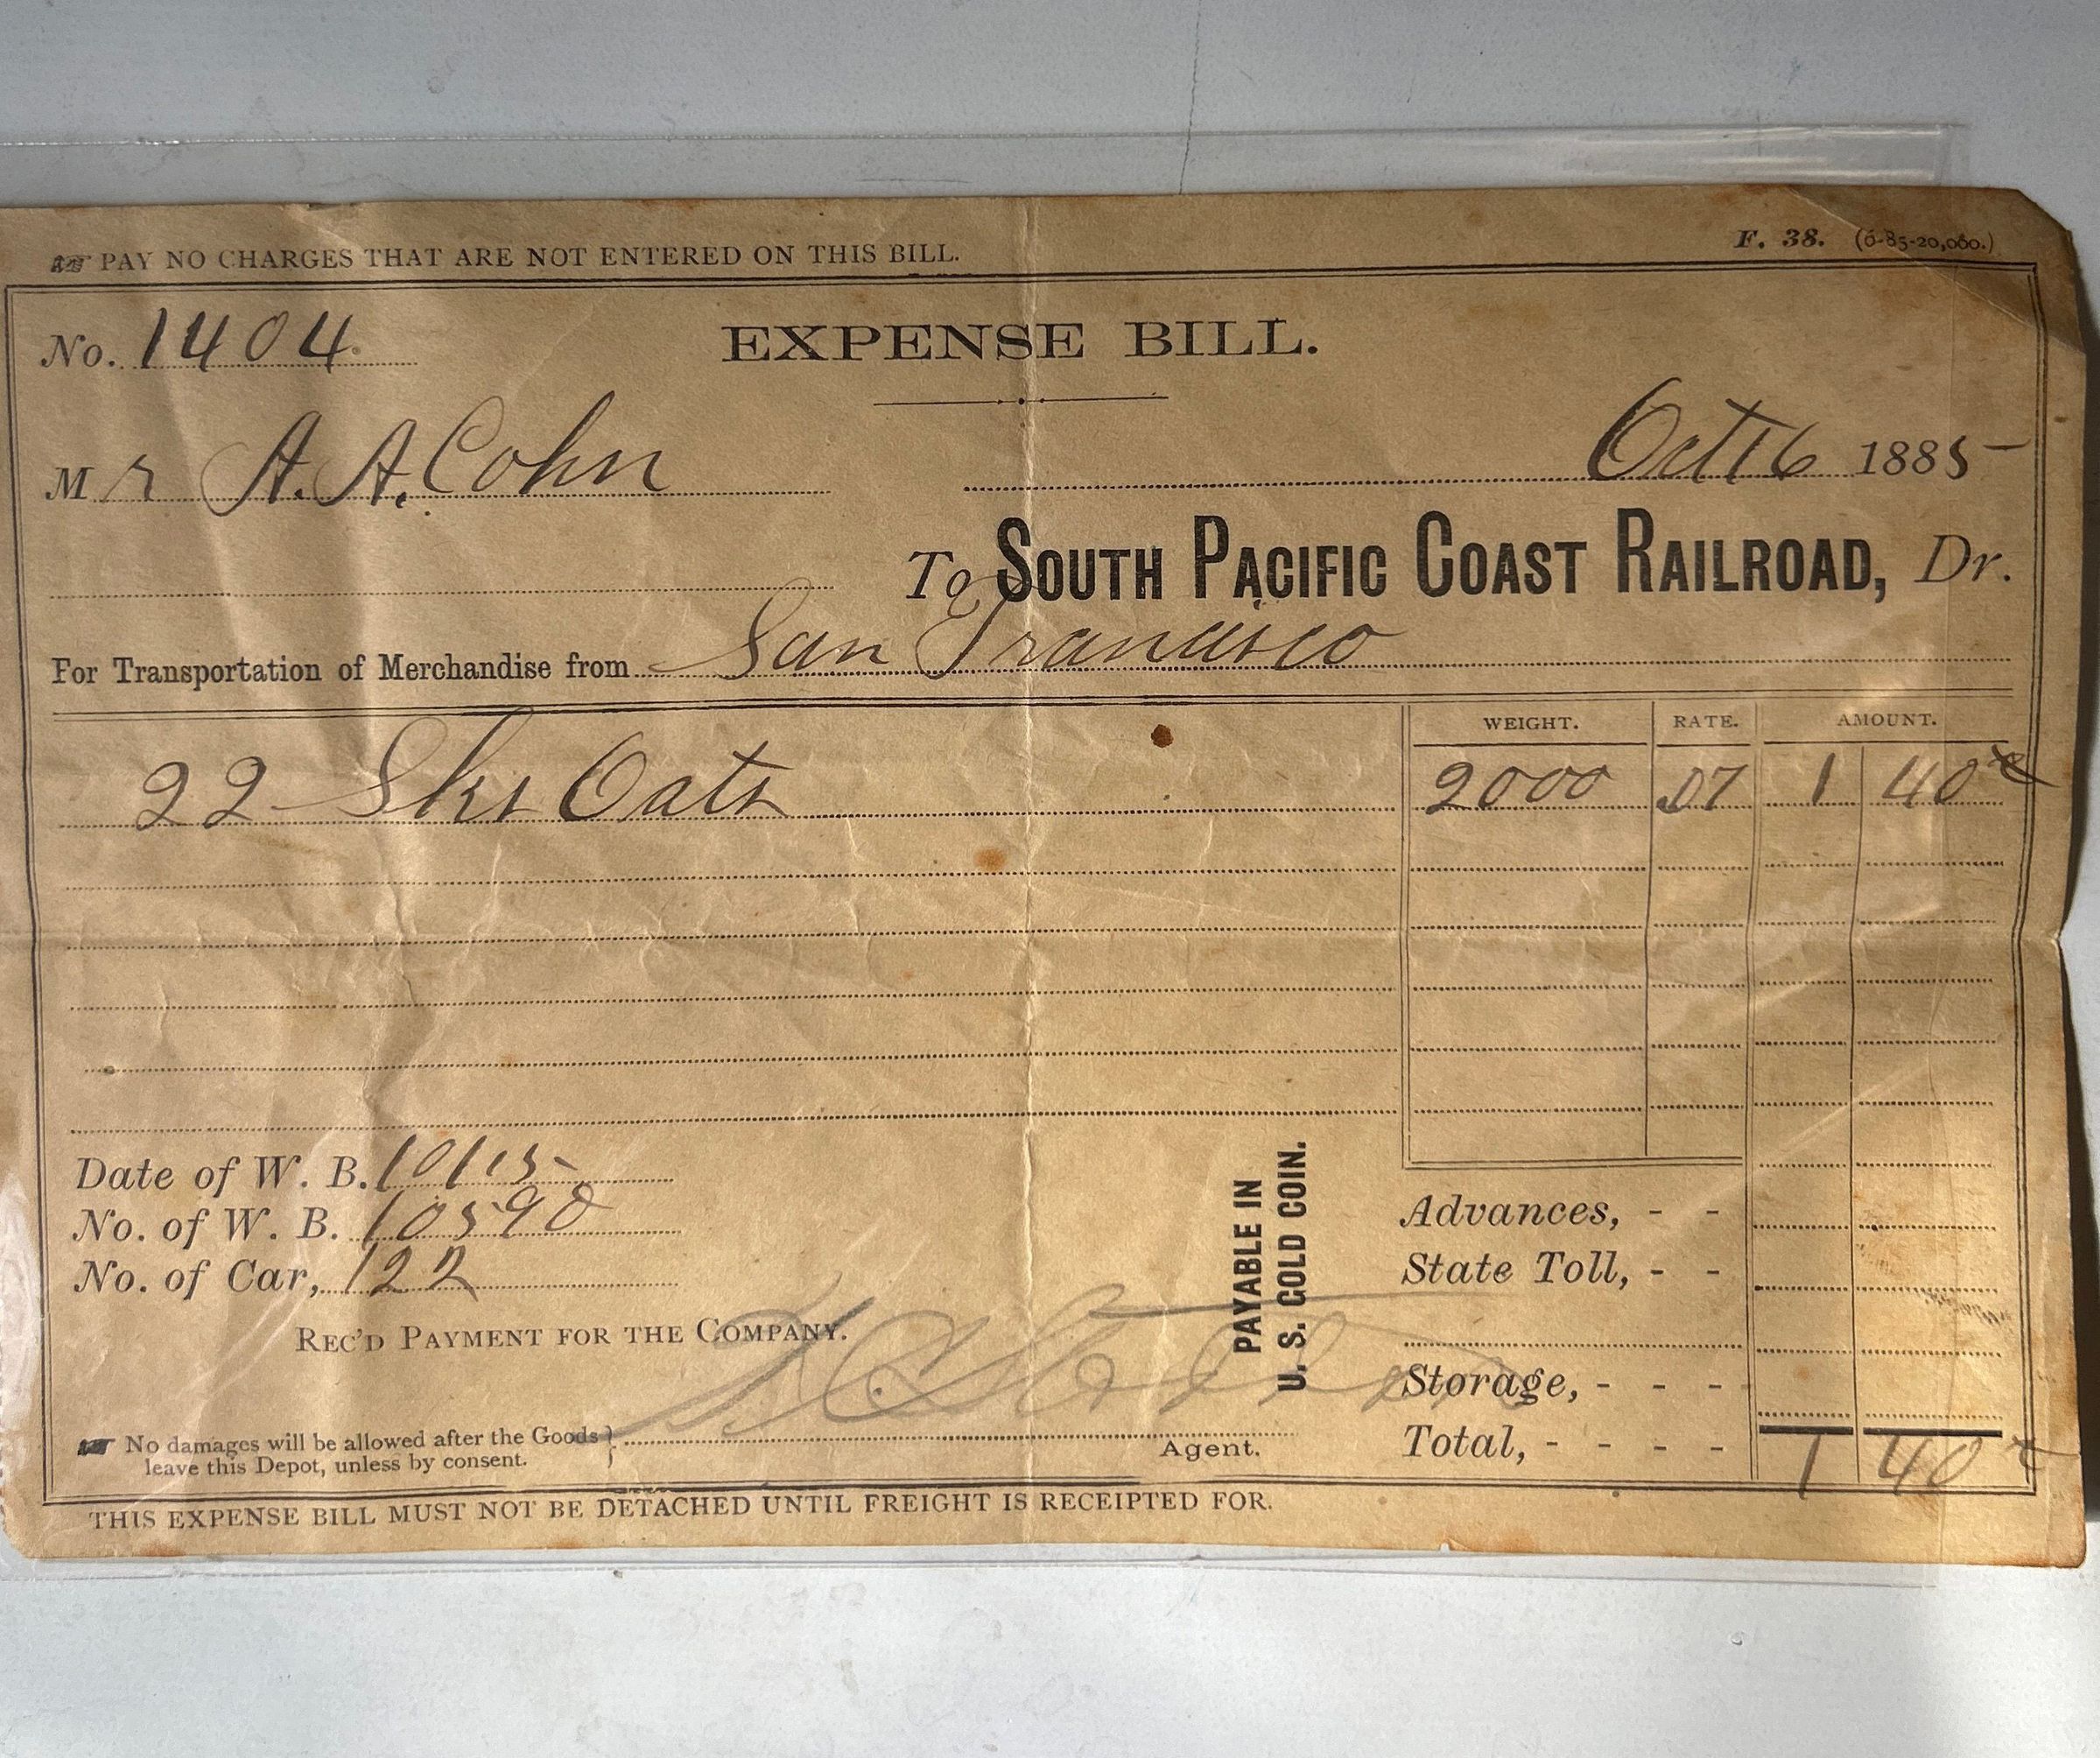 PAY NO CHARGES THAT ARE NOT ENTERED ON THIS BILL.
F. 38. (6-85-20,000.)
No. 1404
EXPENSE BILL.
Mr A. A. Cohn
Oct 16 1885
To SOUTH PACIFIC COAST RAILROAD, Dr.
For Transportation of Merchandise from San Francisco
WEIGHT. RATE. AMOUNT.
22 Sks Oats 2000 .07 1 40
Date of W. B. 10/15
No. of W. B. 10590
No. of Car, 122
PAYABLE IN
U. S. GOLD COIN.
Advances, - -
State Toll, - -
REC'D PAYMENT FOR THE COMPANY.
Storage, - - -
No damages will be allowed after the Goods
leave this Depot, unless by consent.
Agent.
Total, - - - - 1 40
THIS EXPENSE BILL MUST NOT BE DETACHED UNTIL FREIGHT IS RECEIPTED FOR.